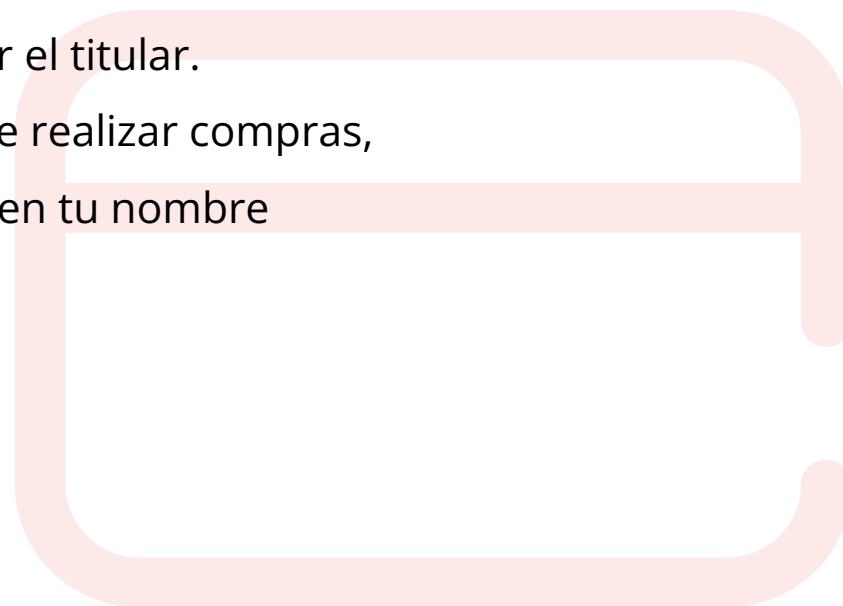 r el titular.
e realizar compras,
en tu nombre